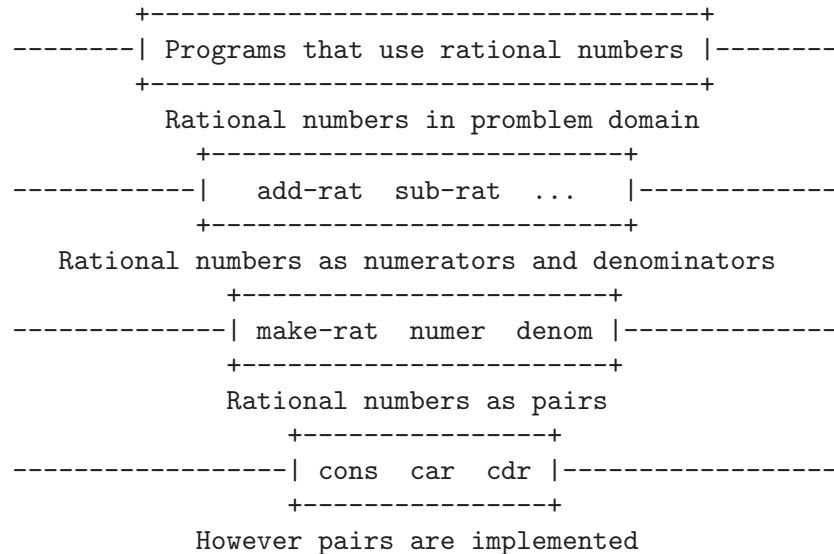 Programs that use rational numbers
Rational numbers in promblem domain
add-rat sub-rat ...
Rational numbers as numerators and denominators
make-rat numer denom
Rational numbers as pairs
cons car cdr
However pairs are implemented